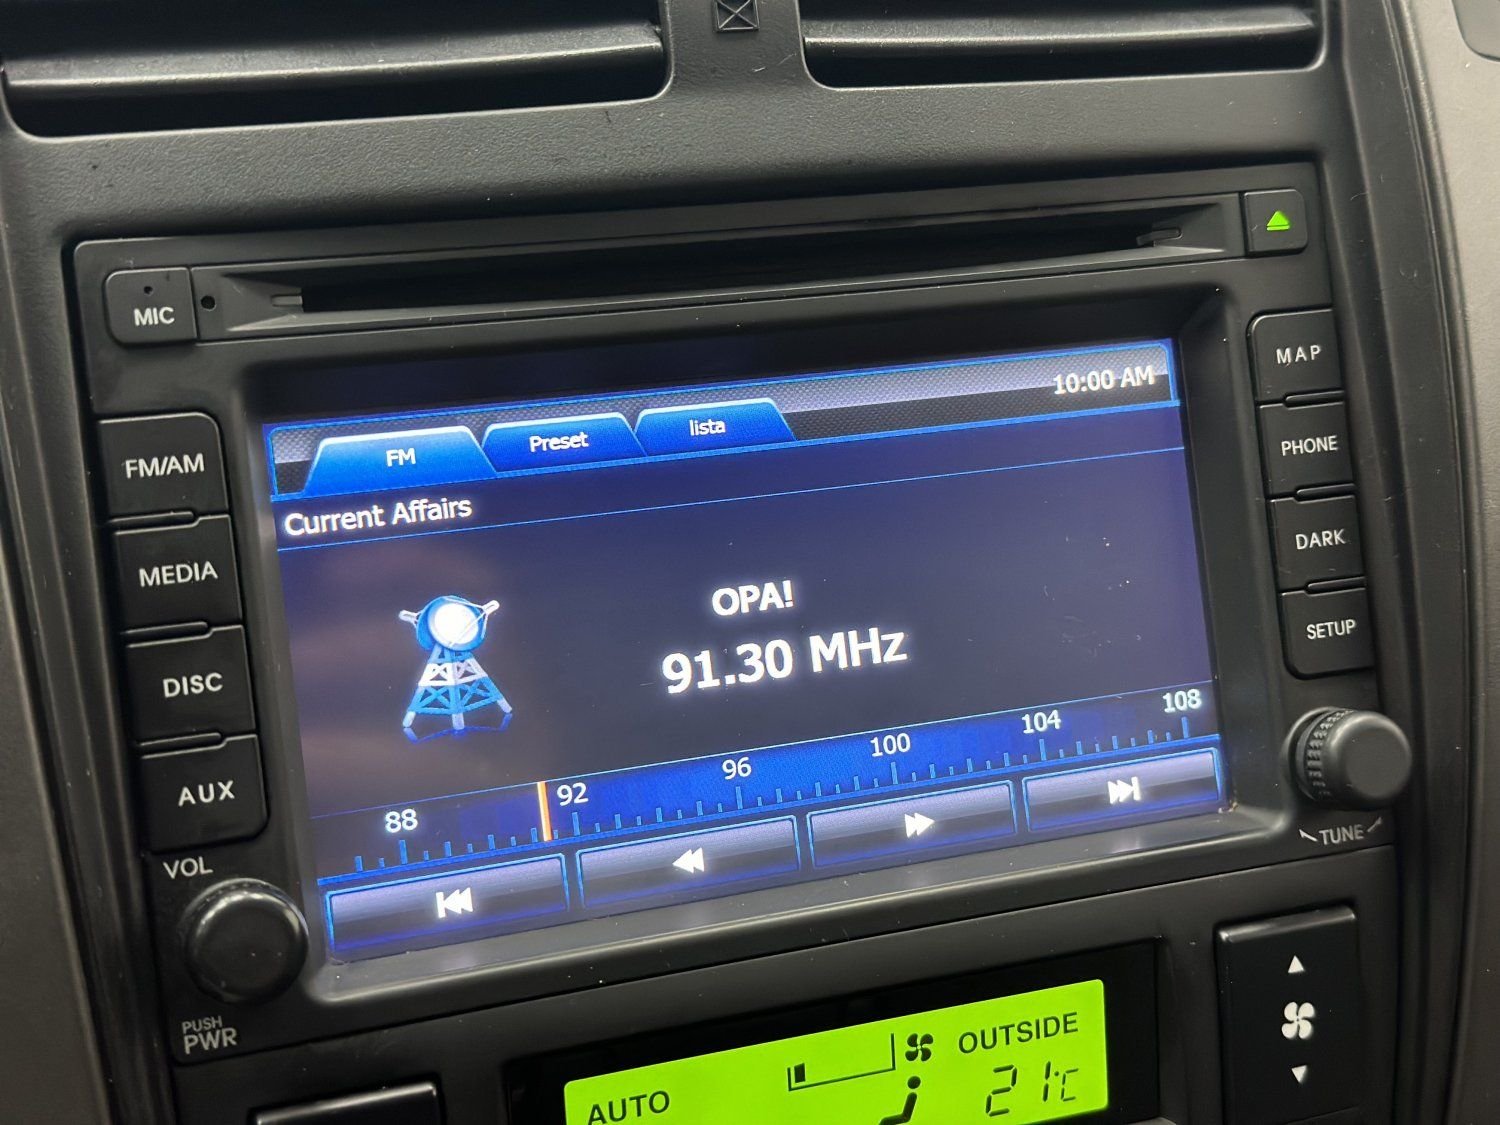 MIC
10:00 AM
FM Preset lista
Current Affairs
OPA!
91.30 MHz
88 92 96 100 104 108
FM/AM
MEDIA
DISC
AUX
VOL
PUSH
PWR
MAP
PHONE
DARK
SETUP
TUNE
AUTO
OUTSIDE
21°C